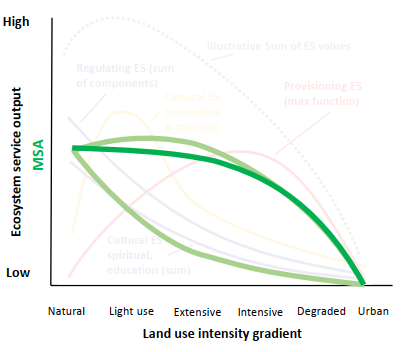 High
Illustrative Sum of ES values
Regulating ES (sum
of components)
Provisioning ES
(max function)
Cultural ES
recreation
& tourism
Ecosystem service output
MSA
Cultural ES
spiritual,
education (sum)
Low
Natural Light use Extensive Intensive Degraded Urban
Land use intensity gradient